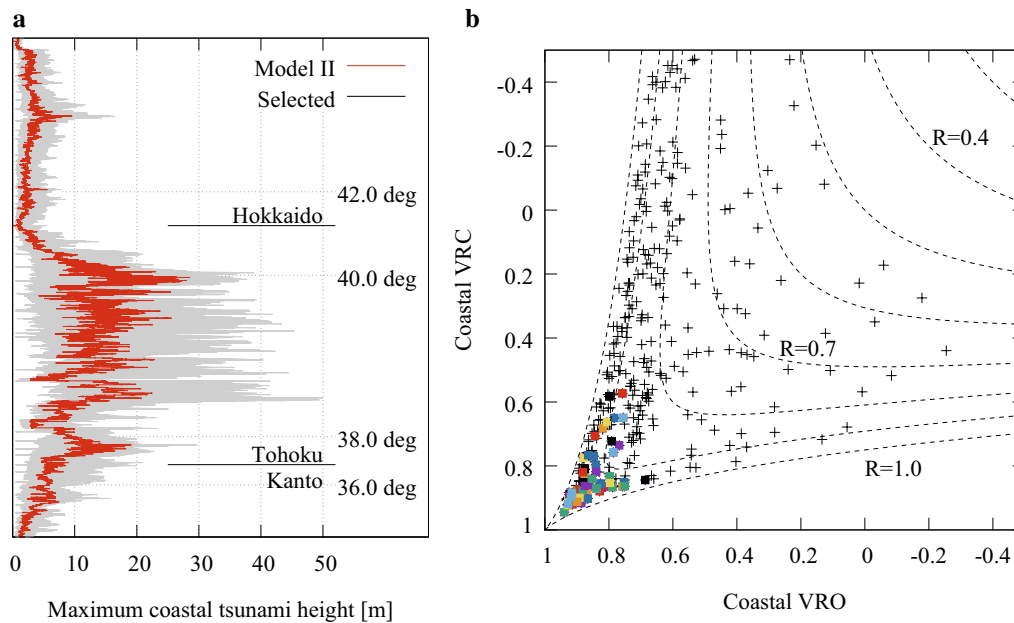 a
Model II
Selected
42.0 deg
Hokkaido
40.0 deg
38.0 deg
Tohoku
Kanto
36.0 deg
0 10 20 30 40 50
Maximum coastal tsunami height [m]
b
-0.4
-0.2
0
0.2
0.4
0.6
0.8
1
Coastal VRC
R=0.4
R=0.7
R=1.0
1 0.8 0.6 0.4 0.2 0 -0.2 -0.4
Coastal VRO